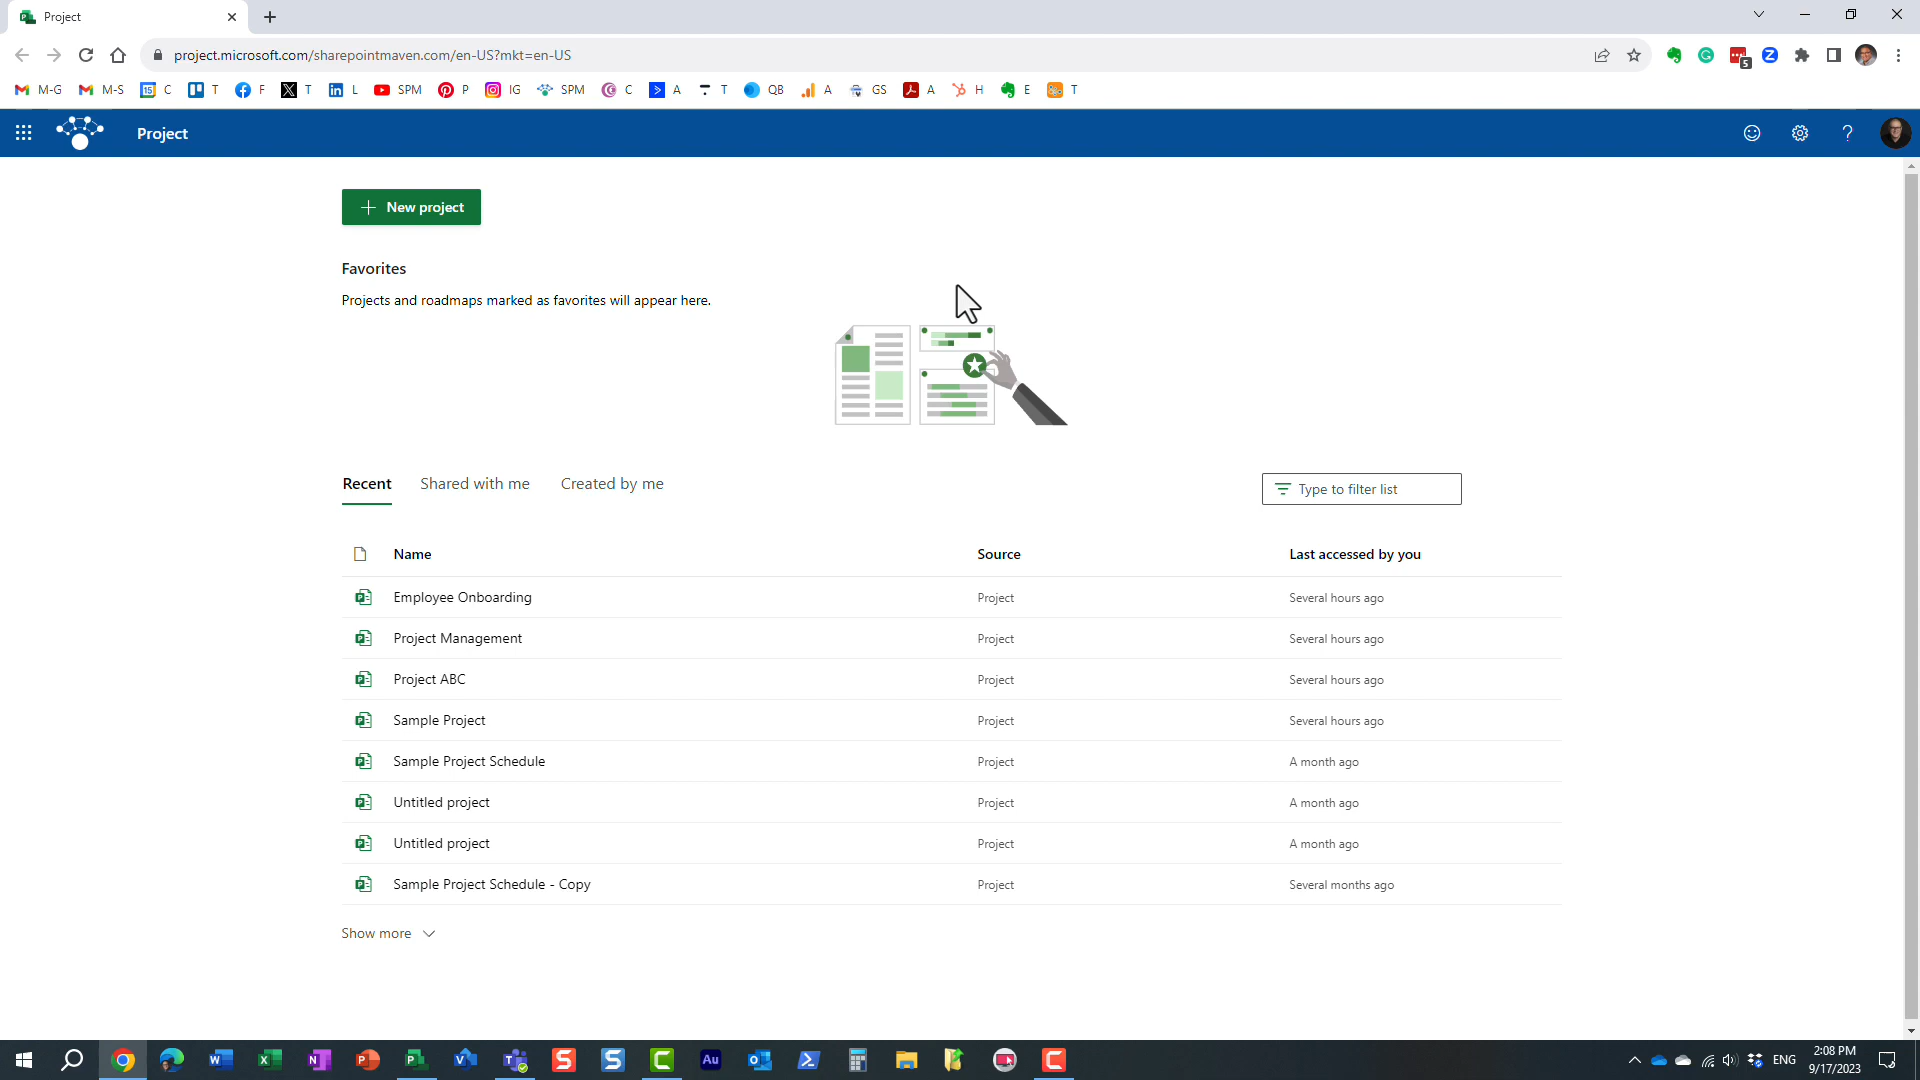 Project
project.microsoft.com/sharepointmaven.com/en-US?mkt=en-US
5
M-G M-S 15 C T F T L SPM P IG SPM C A T QB A GS A H E T
Project
New project
Favorites
Projects and roadmaps marked as favorites will appear here.
Recent Shared with me Created by me
Type to filter list
Name Source Last accessed by you
Employee Onboarding Project Several hours ago
Project Management Project Several hours ago
Project ABC Project Several hours ago
Sample Project Project Several hours ago
Sample Project Schedule Project A month ago
Untitled project Project A month ago
Untitled project Project A month ago
Sample Project Schedule - Copy Project Several months ago
Show more
Au
ENG
2:08 PM
9/17/2023